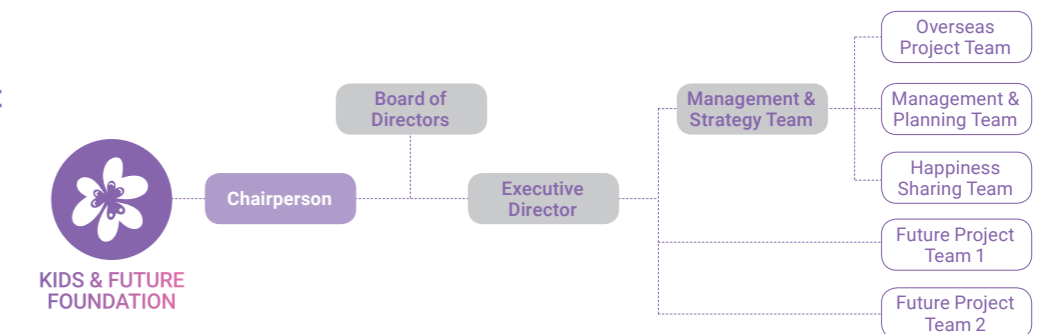 Overseas
Project Team
Board of
Directors
Management &
Strategy Team
Management &
Planning Team
Happiness
Sharing Team
Chairperson
Executive
Director
Future Project
Team 1
KIDS & FUTURE
FOUNDATION
Future Project
Team 2